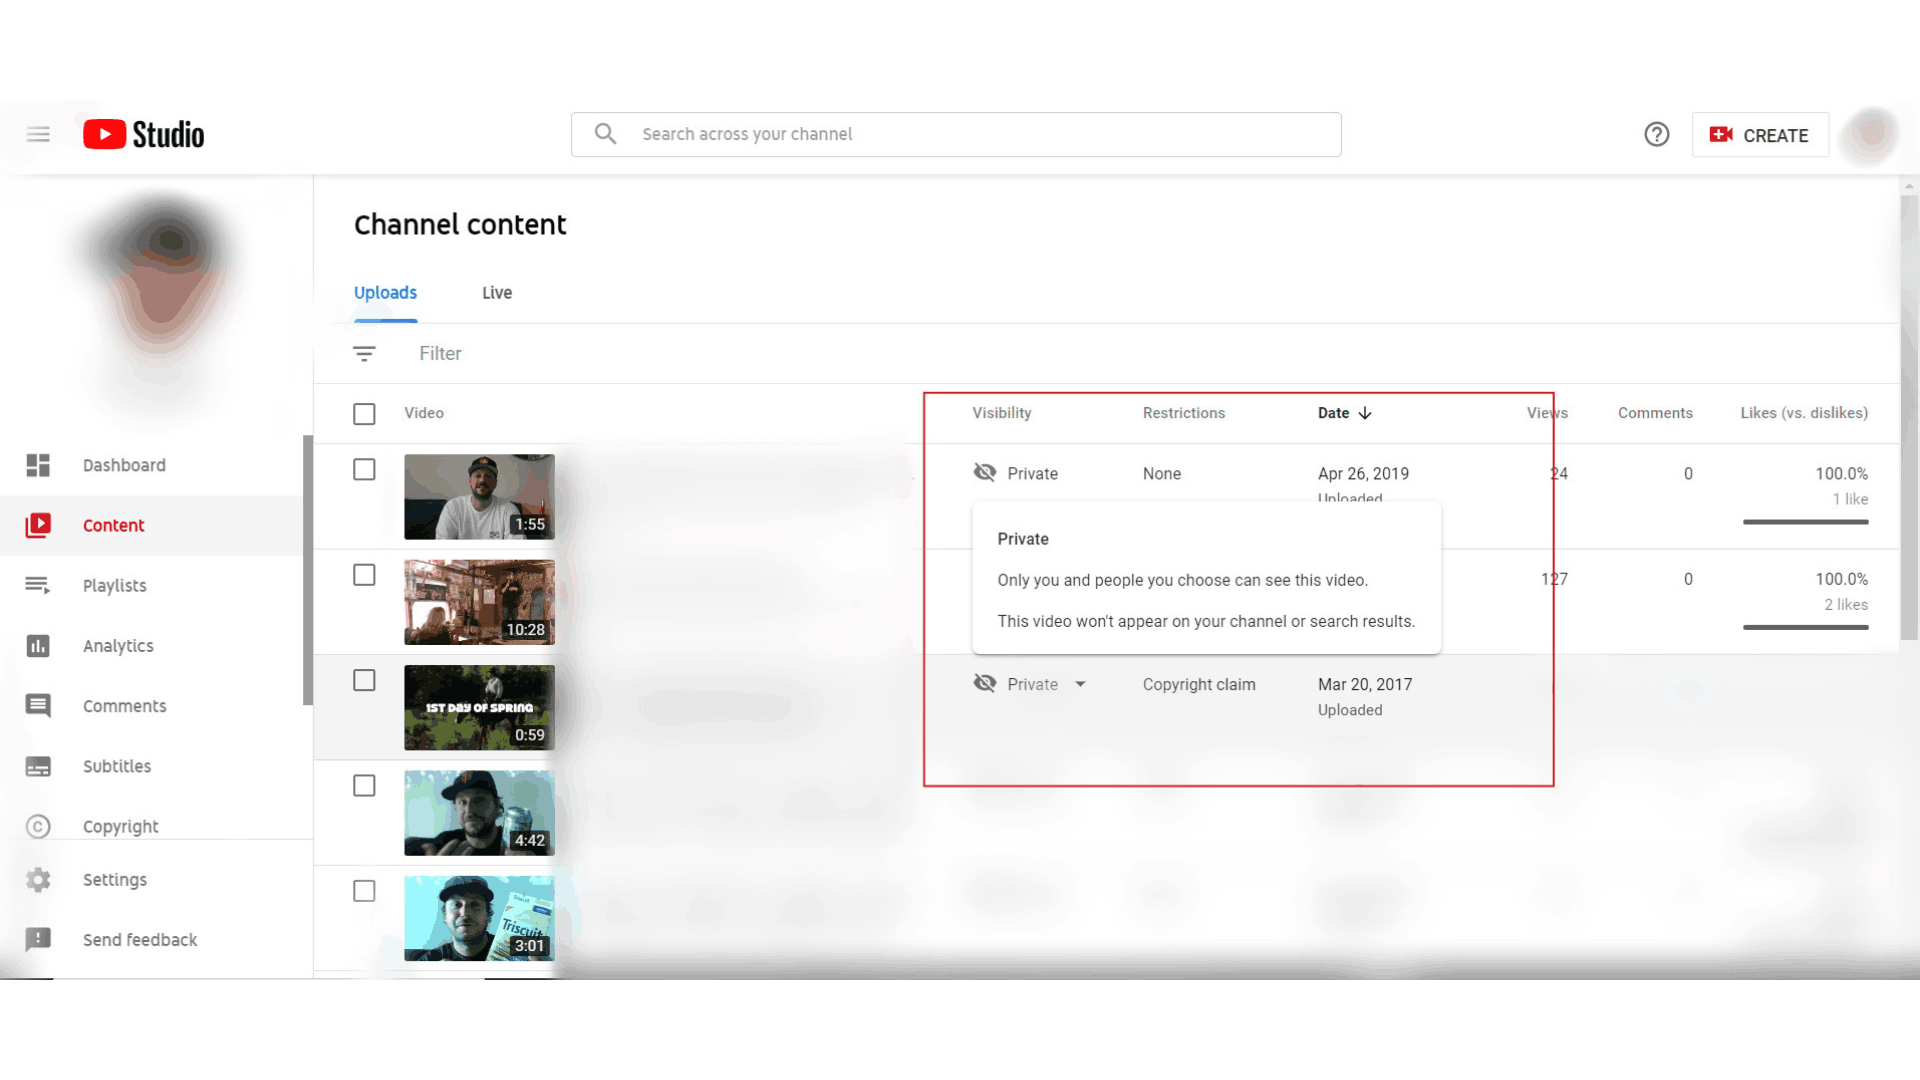 Studio
Search across your channel
CREATE
Channel content
Uploads Live
Filter
Video Visibility Restrictions Date Views Comments Likes (vs. dislikes)
1:55 Private None Apr 26, 2019 24 0 100.0%
Uploaded 1 like
Private
Only you and people you choose can see this video.
This video won't appear on your channel or search results.
10:28 127 0 100.0%
2 likes
1ST DAY OF SPRING
0:59 Private Copyright claim Mar 20, 2017
Uploaded
4:42
Triscuit
3:01
Dashboard
Content
Playlists
Analytics
Comments
Subtitles
Copyright
Settings
Send feedback